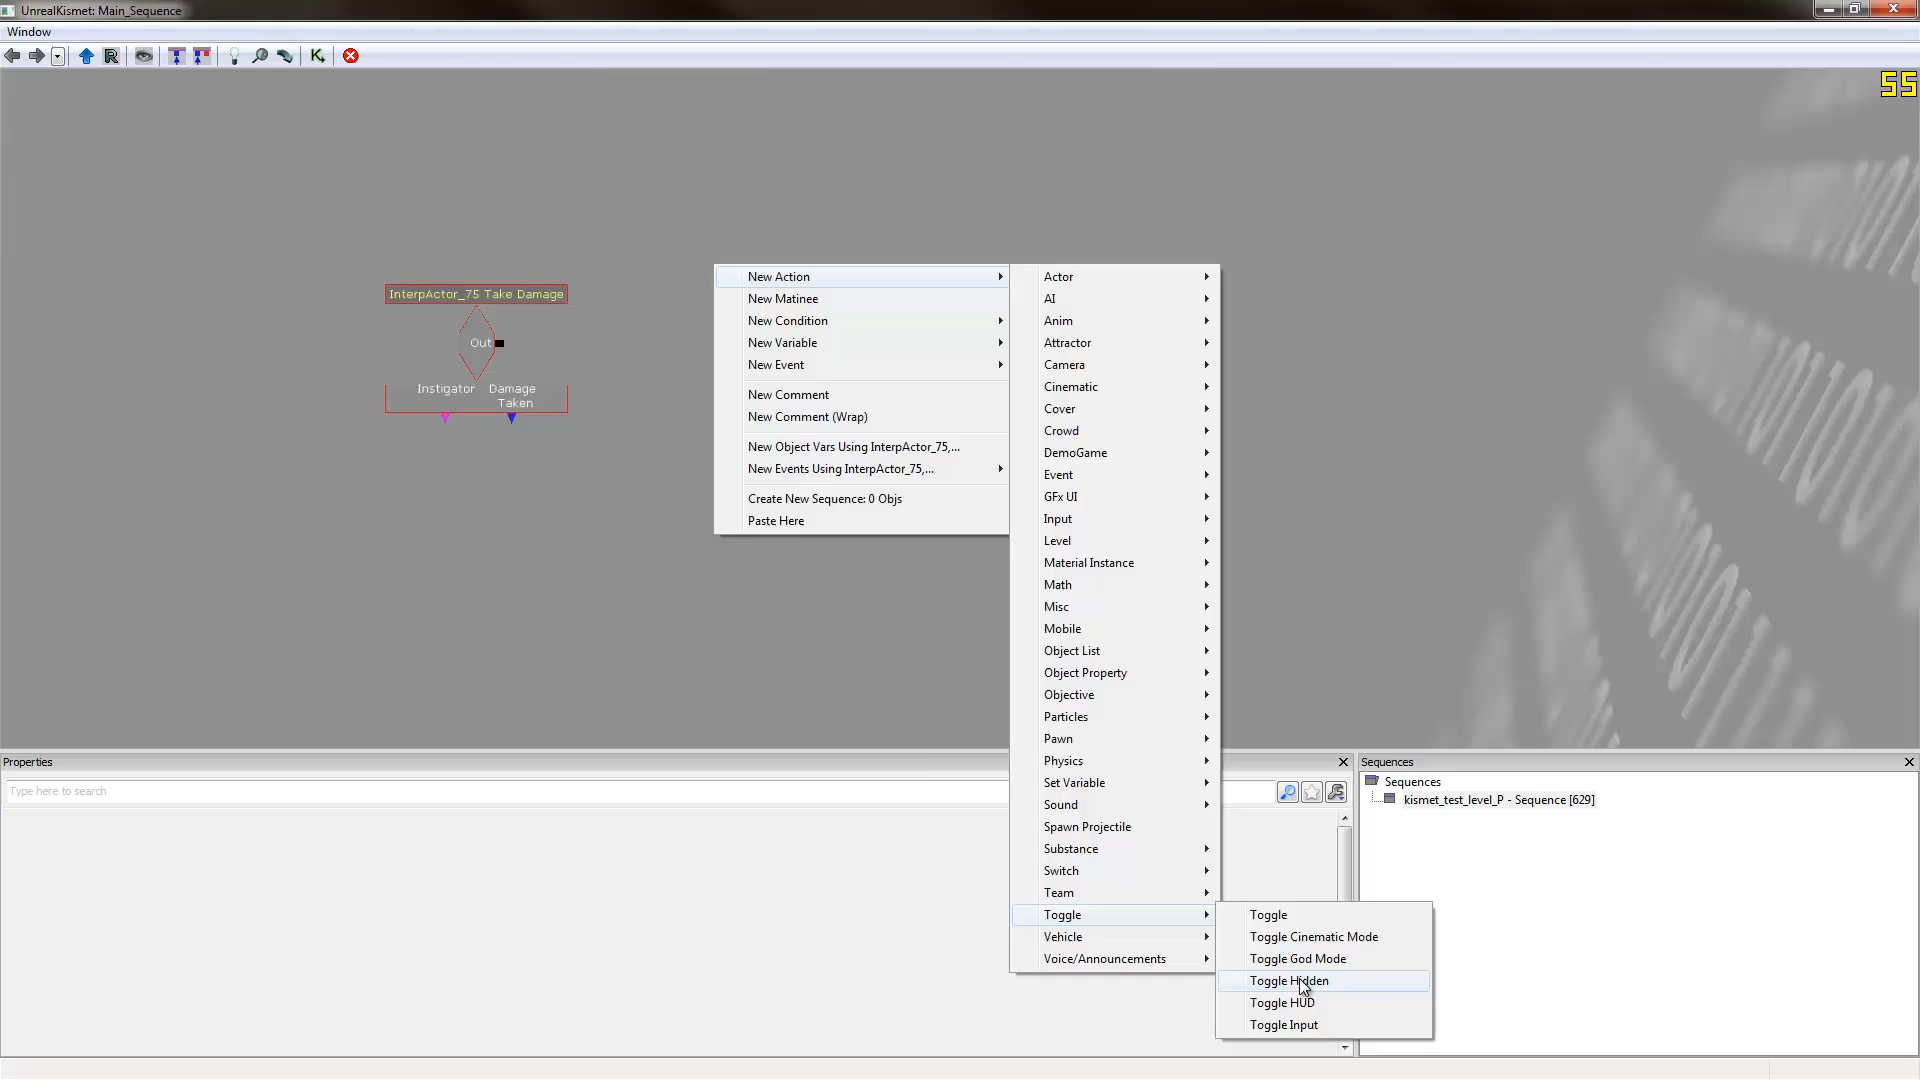 UnrealKismet: Main_Sequence
Window
55
InterpActor_75 Take Damage
Out
Instigator Damage
Taken
New Action
New Matinee
New Condition
New Variable
New Event
New Comment
New Comment (Wrap)
New Object Vars Using InterpActor_75,...
New Events Using InterpActor_75,...
Create New Sequence: 0 Objs
Paste Here
Actor
AI
Anim
Attractor
Camera
Cinematic
Cover
Crowd
DemoGame
Event
GFx UI
Input
Level
Material Instance
Math
Misc
Mobile
Object List
Object Property
Objective
Particles
Pawn
Physics
Set Variable
Sound
Spawn Projectile
Substance
Switch
Team
Toggle
Vehicle
Voice/Announcements
Toggle
Toggle Cinematic Mode
Toggle God Mode
Toggle Hidden
Toggle HUD
Toggle Input
Properties
Type here to search
Sequences
Sequences
kismet_test_level_P - Sequence [629]